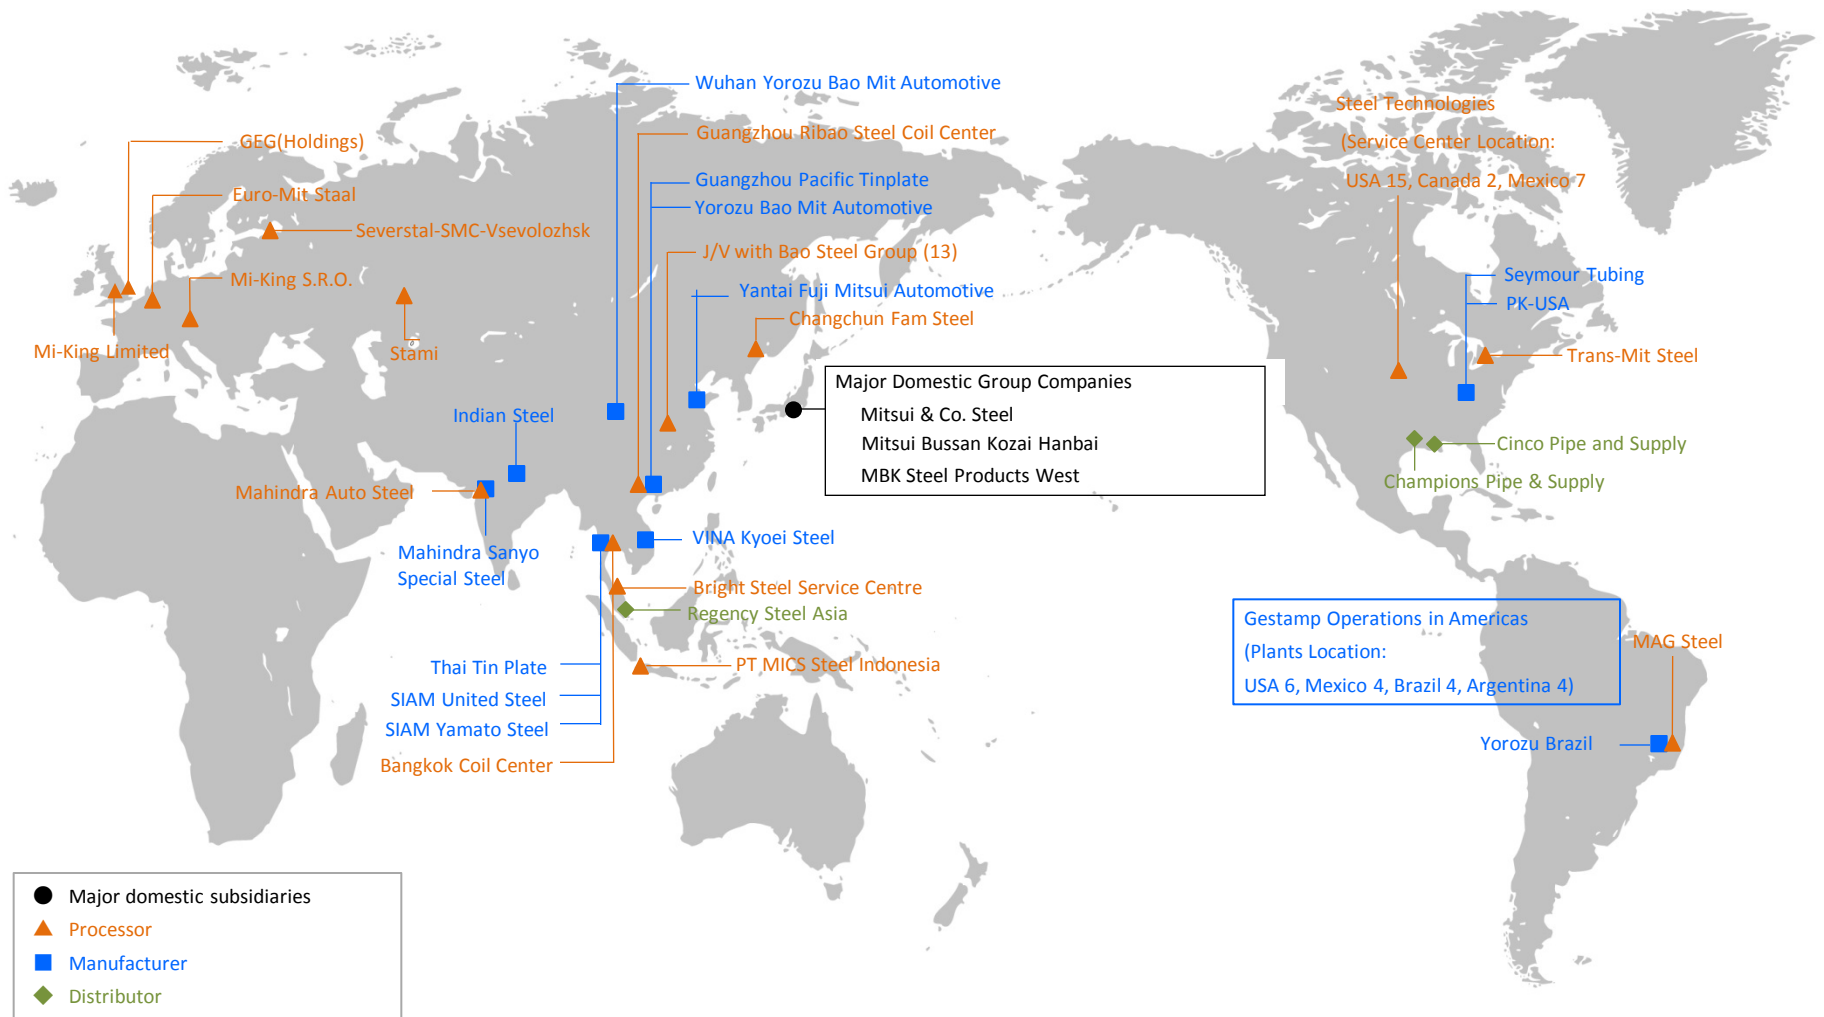 Wuhan Yorozu Bao Mit Automotive
Guangzhou Ribao Steel Coil Center
Guangzhou Pacific Tinplate
Yorozu Bao Mit Automotive
J/V with Bao Steel Group (13)
Yantai Fuji Mitsui Automotive
Changchun Fam Steel
GEG(Holdings)
Euro-Mit Staal
Severstal-SMC-Vsevolozhsk
Mi-King S.R.O.
Mi-King Limited
Stami
Steel Technologies
(Service Center Location:
USA 15, Canada 2, Mexico 7
Seymour Tubing
PK-USA
Trans-Mit Steel
Major Domestic Group Companies
Mitsui & Co. Steel
Mitsui Bussan Kozai Hanbai
MBK Steel Products West
Cinco Pipe and Supply
Champions Pipe & Supply
Indian Steel
Mahindra Auto Steel
Mahindra Sanyo
Special Steel
VINA Kyoei Steel
Bright Steel Service Centre
Regency Steel Asia
PT MICS Steel Indonesia
Thai Tin Plate
SIAM United Steel
SIAM Yamato Steel
Bangkok Coil Center
Gestamp Operations in Americas
(Plants Location:
USA 6, Mexico 4, Brazil 4, Argentina 4)
MAG Steel
Yorozu Brazil
Major domestic subsidiaries
Processor
Manufacturer
Distributor